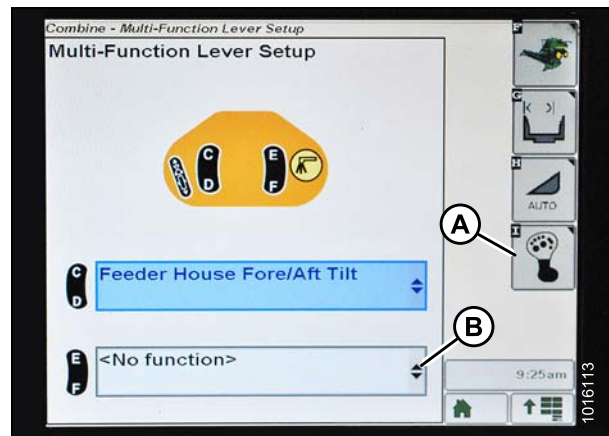 Combine - Multi-Function Lever Setup
Multi-Function Lever Setup
F
G
H
AUTO
I
C
D
E
F
A
C
D
Feeder House Fore/Aft Tilt
B
E
F
<No function>
9:25am
1016113